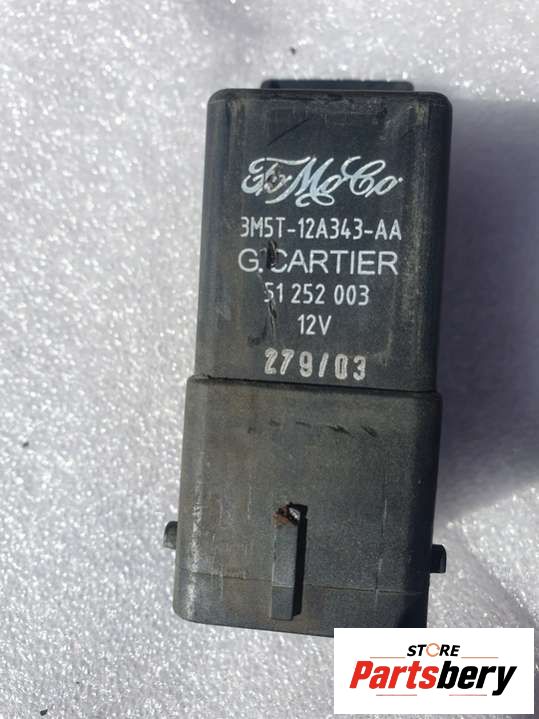 FoMoCo
3M5T-12A343-AA
G.CARTIER
51 252 003
12V
279/03
STORE
Partsbery